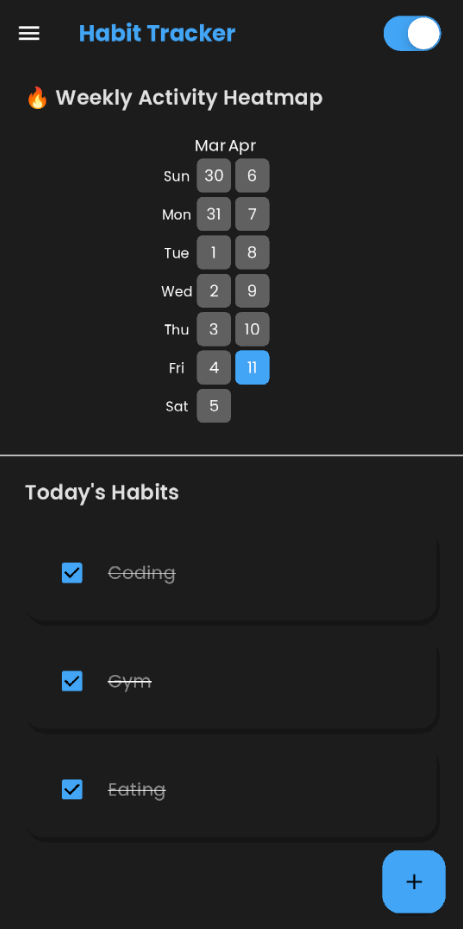 Habit Tracker
🔥 Weekly Activity Heatmap
Mar Apr
Sun 30 6
Mon 31 7
Tue 1 8
Wed 2 9
Thu 3 10
Fri 4 11
Sat 5
Today's Habits
Coding
Gym
Eating
+